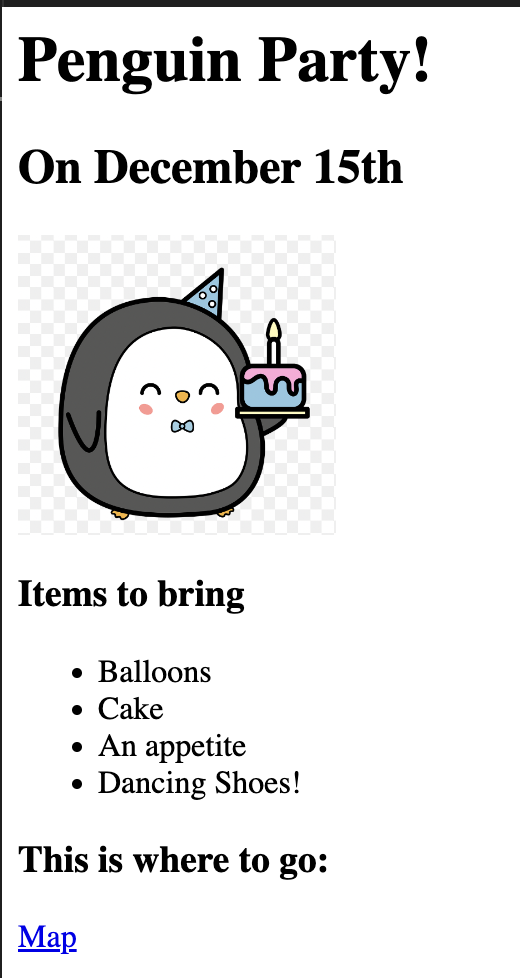 Penguin Party!
On December 15th
Items to bring
Balloons
Cake
An appetite
Dancing Shoes!
This is where to go:
Map